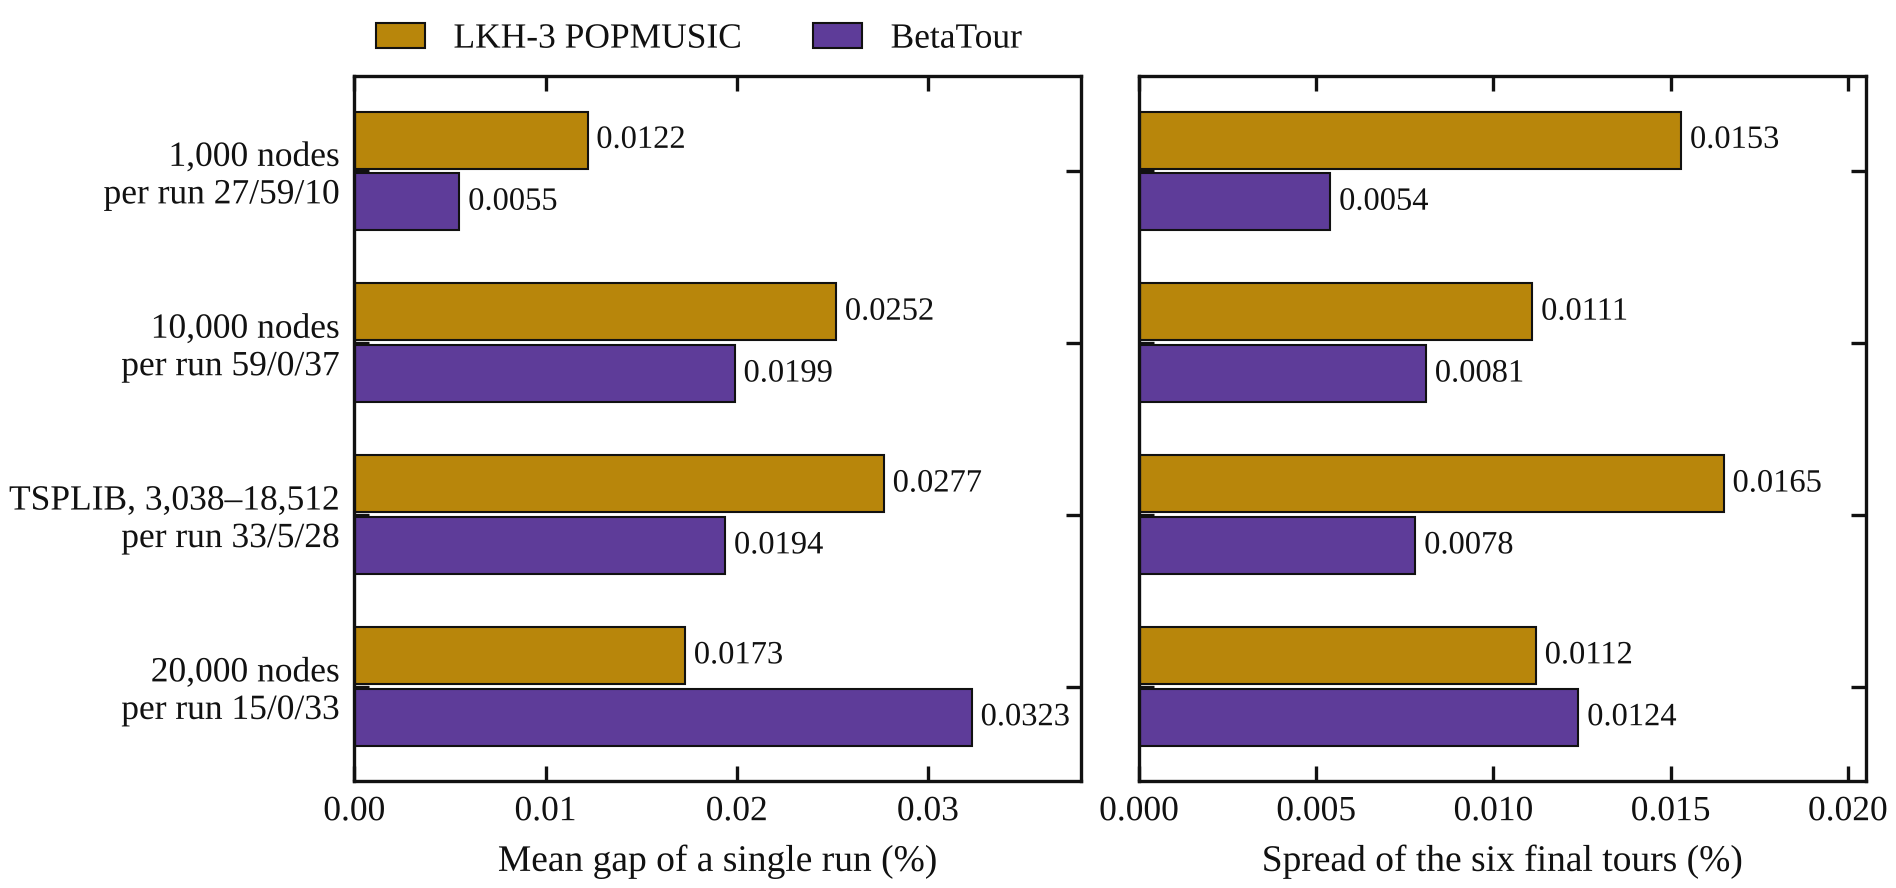 LKH-3 POPMUSIC
BetaTour
1,000 nodes
per run 27/59/10
10,000 nodes
per run 59/0/37
TSPLIB, 3,038–18,512
per run 33/5/28
20,000 nodes
per run 15/0/33
0.0122
0.0055
0.0252
0.0199
0.0277
0.0194
0.0173
0.0323
0.00
0.01
0.02
0.03
Mean gap of a single run (%)
0.0153
0.0054
0.0111
0.0081
0.0165
0.0078
0.0112
0.0124
0.000
0.005
0.010
0.015
0.020
Spread of the six final tours (%)